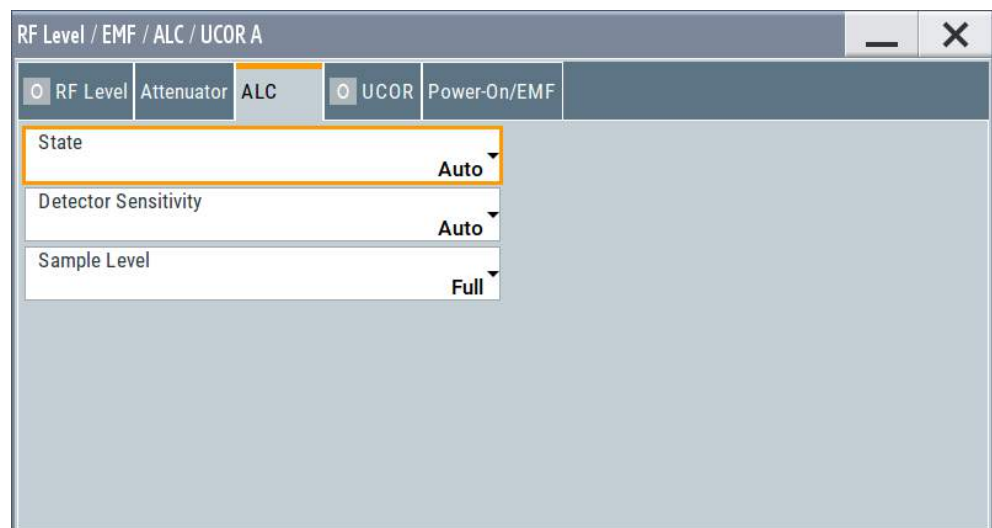 RF Level / EMF / ALC / UCOR A
O RF Level Attenuator ALC O UCOR Power-On/EMF
State
Auto
Detector Sensitivity
Auto
Sample Level
Full